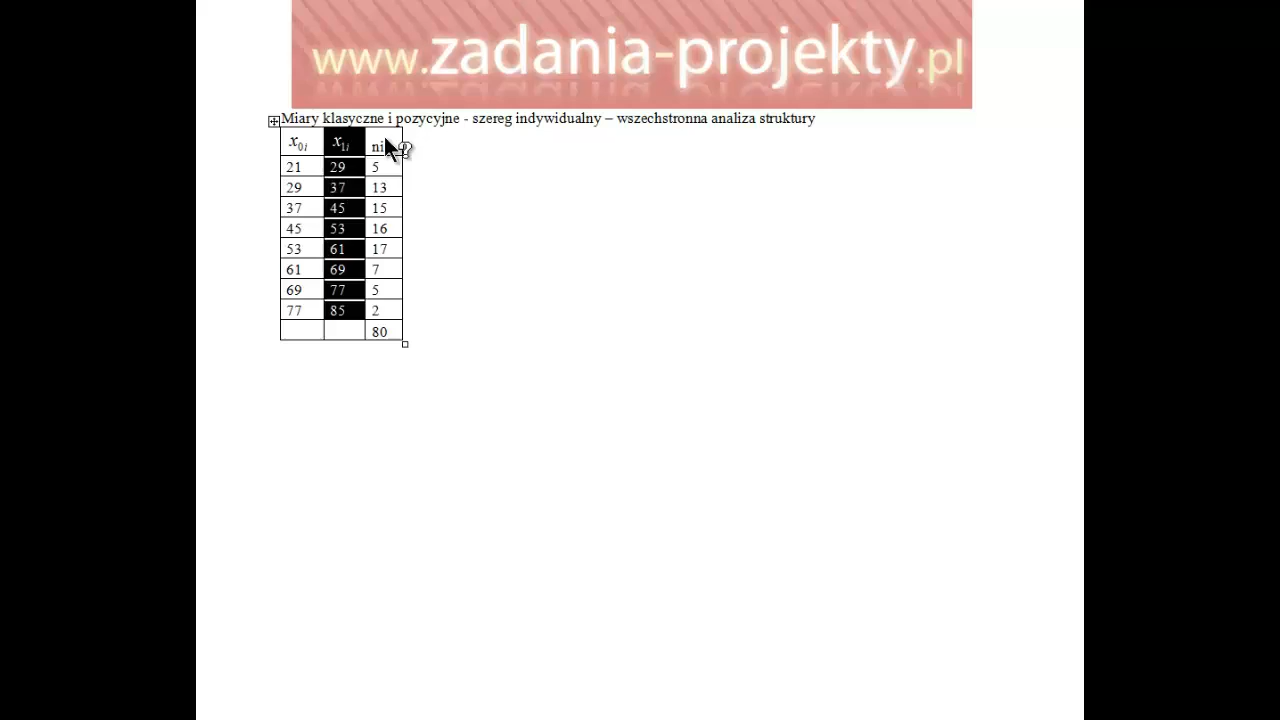 www.zadania-projekty.pl
Miary klasyczne i pozycyjne - szereg indywidualny – wszechstronna analiza struktury
x0i x1i ni
21 29 5
29 37 13
37 45 15
45 53 16
53 61 17
61 69 7
69 77 5
77 85 2
80